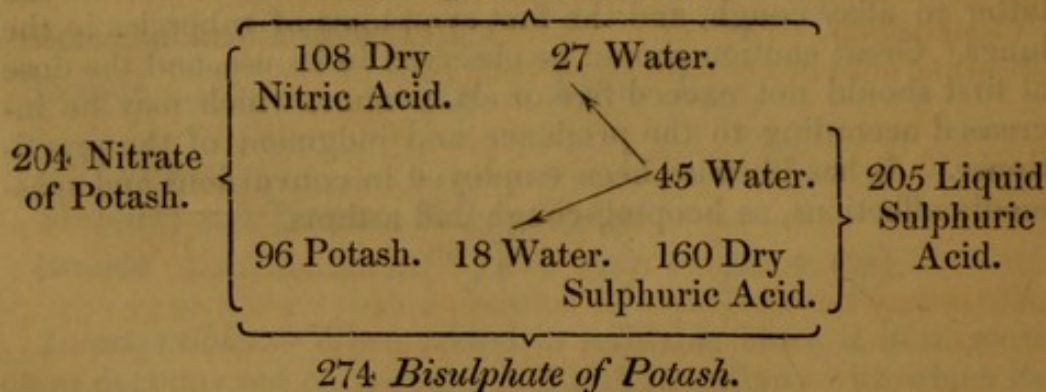 108 Dry 27 Water.
Nitric Acid.
204 Nitrate
of Potash.
45 Water.
205 Liquid
Sulphuric
Acid.
96 Potash. 18 Water. 160 Dry
Sulphuric Acid.
274 Bisulphate of Potash.